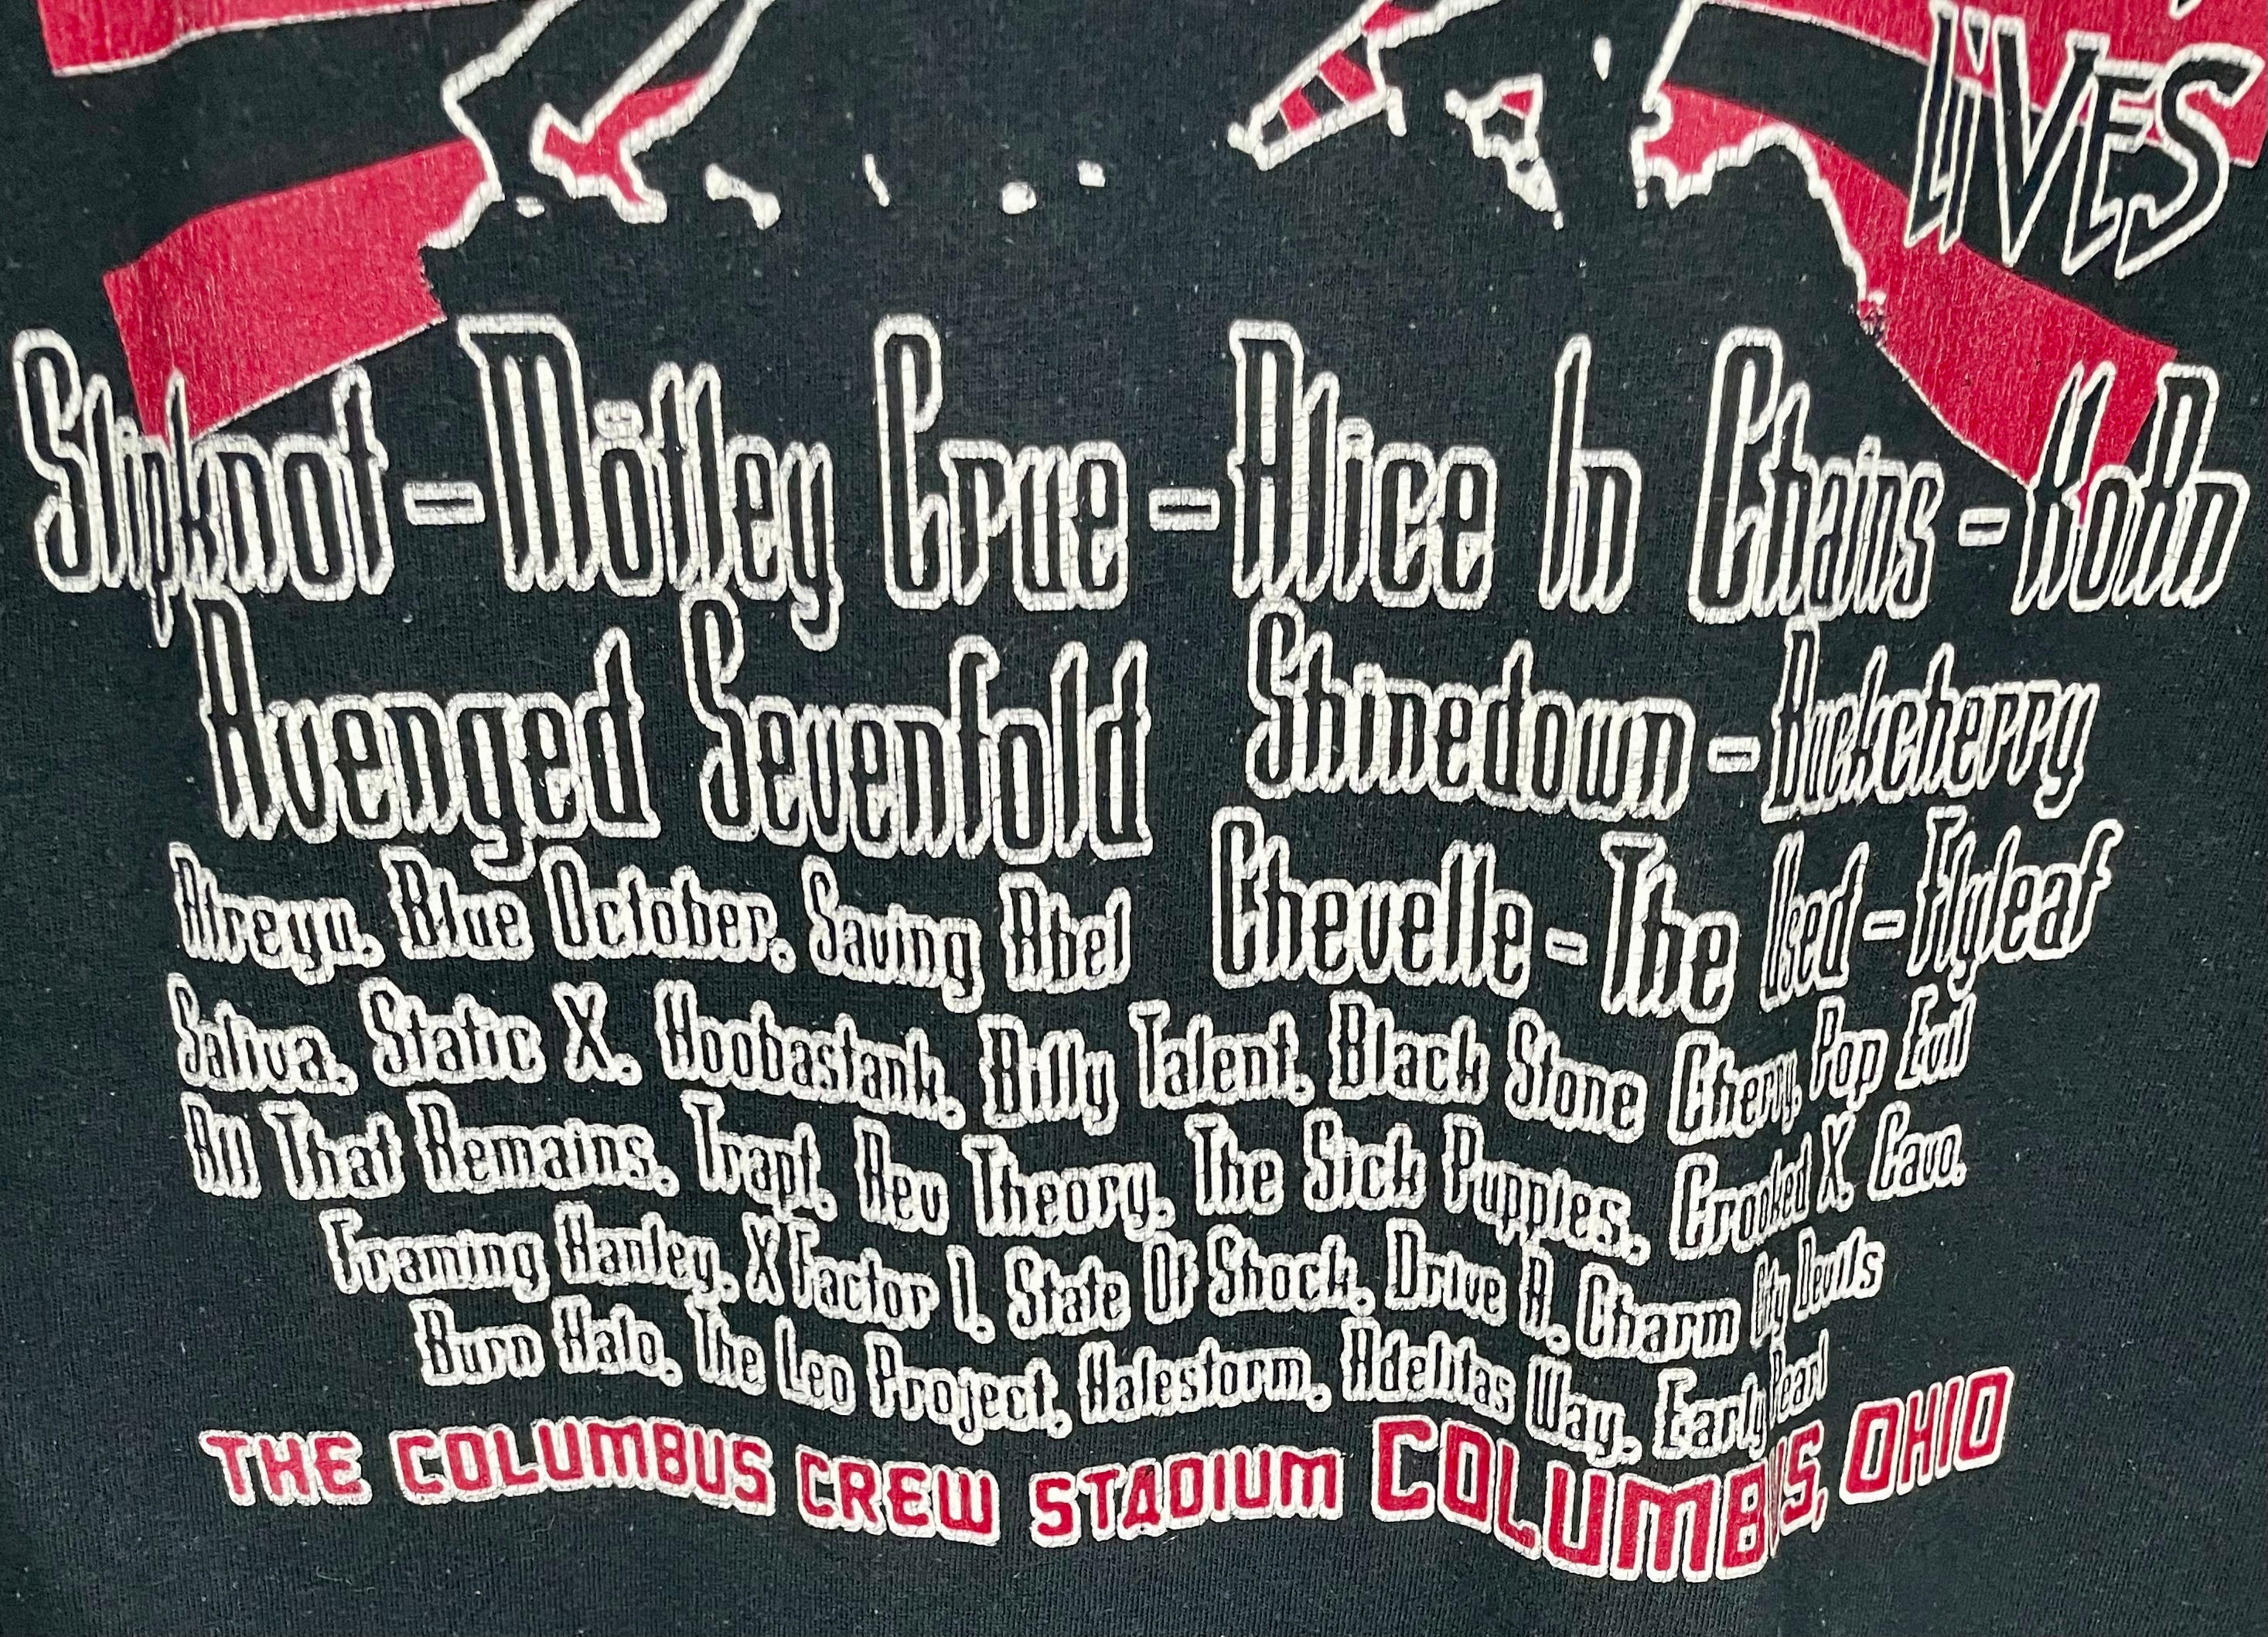 LIVES
Slipknot - Mötley Crue - Alice In Chains - KoRn
Avenged Sevenfold
Shinedown - Buckcherry
Chevelle - The Used - Flyleaf
Atreyu, Blue October, Saving Abel
Saliva, Static X, Hoobastank, Billy Talent, Black Stone Cherry, Pop Evil
All That Remains, Trapt, Rev Theory, The Sick Puppies, Crooked X, Cavo,
Framing Hanley, X Factor 1, State Of Shock, Drive A, Charm City Devils
Burn Halo, The Leo Project, Halestorm, Adelitas Way, Early Pearl
THE COLUMBUS CREW STADIUM COLUMBUS, OHIO